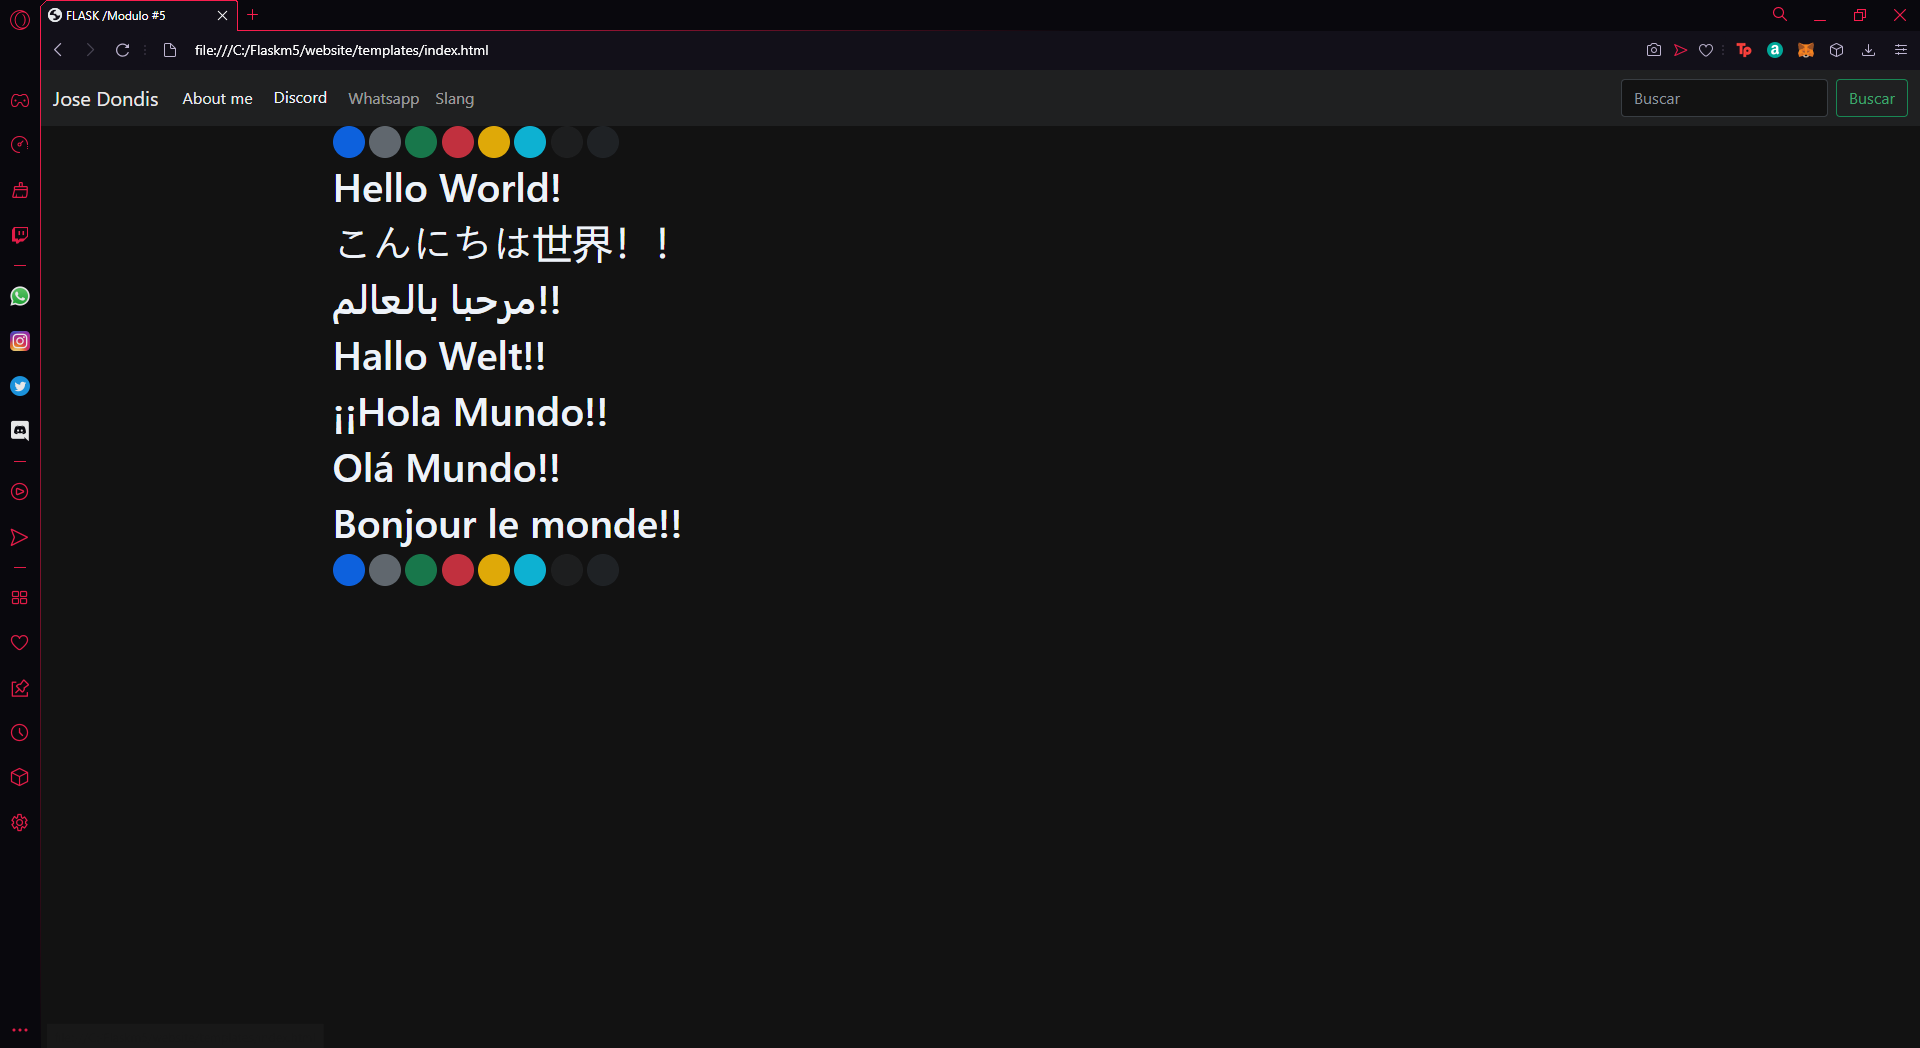 FLASK /Modulo #5
file:///C:/Flaskm5/website/templates/index.html
Jose Dondis About me Discord Whatsapp Slang Buscar Buscar
Hello World!
こんにちは世界！！
مرحبا بالعالم!!
Hallo Welt!!
¡¡Hola Mundo!!
Olá Mundo!!
Bonjour le monde!!